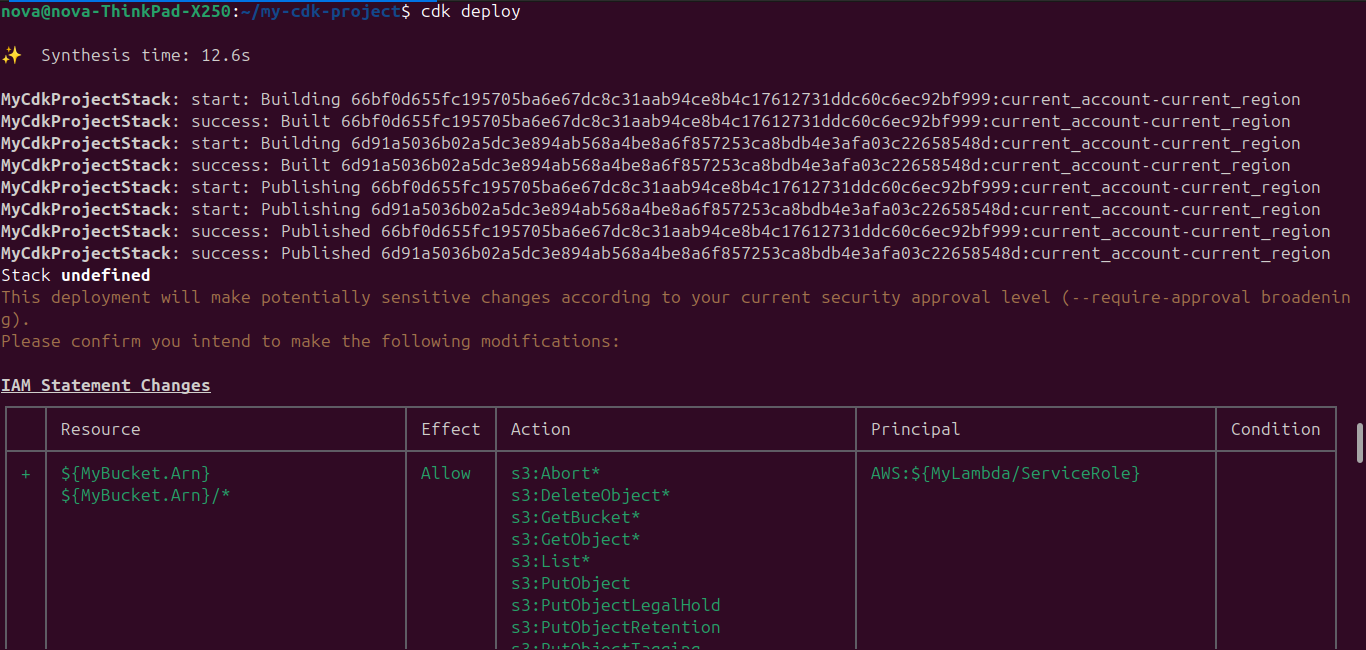 nova@nova-ThinkPad-X250:~/my-cdk-project$ cdk deploy
✨  Synthesis time: 12.6s
MyCdkProjectStack: start: Building 66bf0d655fc195705ba6e67dc8c31aab94ce8b4c17612731ddc60c6ec92bf999:current_account-current_region
MyCdkProjectStack: success: Built 66bf0d655fc195705ba6e67dc8c31aab94ce8b4c17612731ddc60c6ec92bf999:current_account-current_region
MyCdkProjectStack: start: Building 6d91a5036b02a5dc3e894ab568a4be8a6f857253ca8bdb4e3afa03c22658548d:current_account-current_region
MyCdkProjectStack: success: Built 6d91a5036b02a5dc3e894ab568a4be8a6f857253ca8bdb4e3afa03c22658548d:current_account-current_region
MyCdkProjectStack: start: Publishing 66bf0d655fc195705ba6e67dc8c31aab94ce8b4c17612731ddc60c6ec92bf999:current_account-current_region
MyCdkProjectStack: start: Publishing 6d91a5036b02a5dc3e894ab568a4be8a6f857253ca8bdb4e3afa03c22658548d:current_account-current_region
MyCdkProjectStack: success: Published 66bf0d655fc195705ba6e67dc8c31aab94ce8b4c17612731ddc60c6ec92bf999:current_account-current_region
MyCdkProjectStack: success: Published 6d91a5036b02a5dc3e894ab568a4be8a6f857253ca8bdb4e3afa03c22658548d:current_account-current_region
Stack undefined
This deployment will make potentially sensitive changes according to your current security approval level (--require-approval broadenin
g).
Please confirm you intend to make the following modifications:
IAM Statement Changes
Resource Effect Action Principal Condition
+ ${MyBucket.Arn} Allow s3:Abort* AWS:${MyLambda/ServiceRole}
${MyBucket.Arn}/* s3:DeleteObject*
s3:GetBucket*
s3:GetObject*
s3:List*
s3:PutObject
s3:PutObjectLegalHold
s3:PutObjectRetention
s3:PutObjectTagging